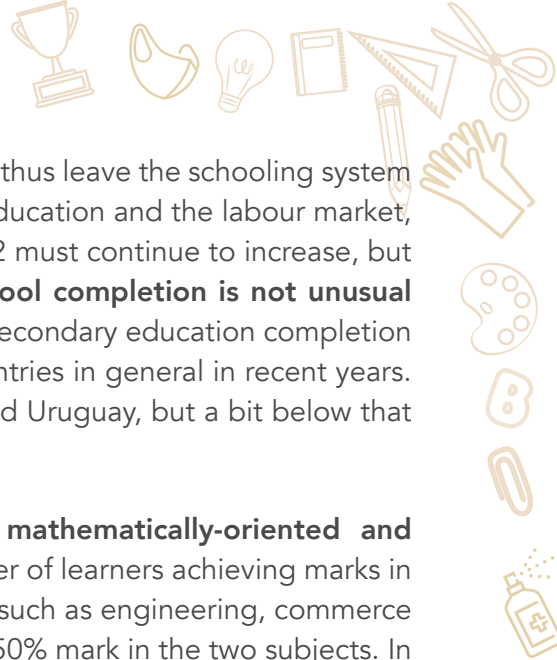 thus leave the schooling system
ducation and the labour market,
2 must continue to increase, but
ool completion is not unusual
econdary education completion
ntries in general in recent years.
d Uruguay, but a bit below that
mathematically-oriented and
er of learners achieving marks in
such as engineering, commerce
50% mark in the two subjects. In
B